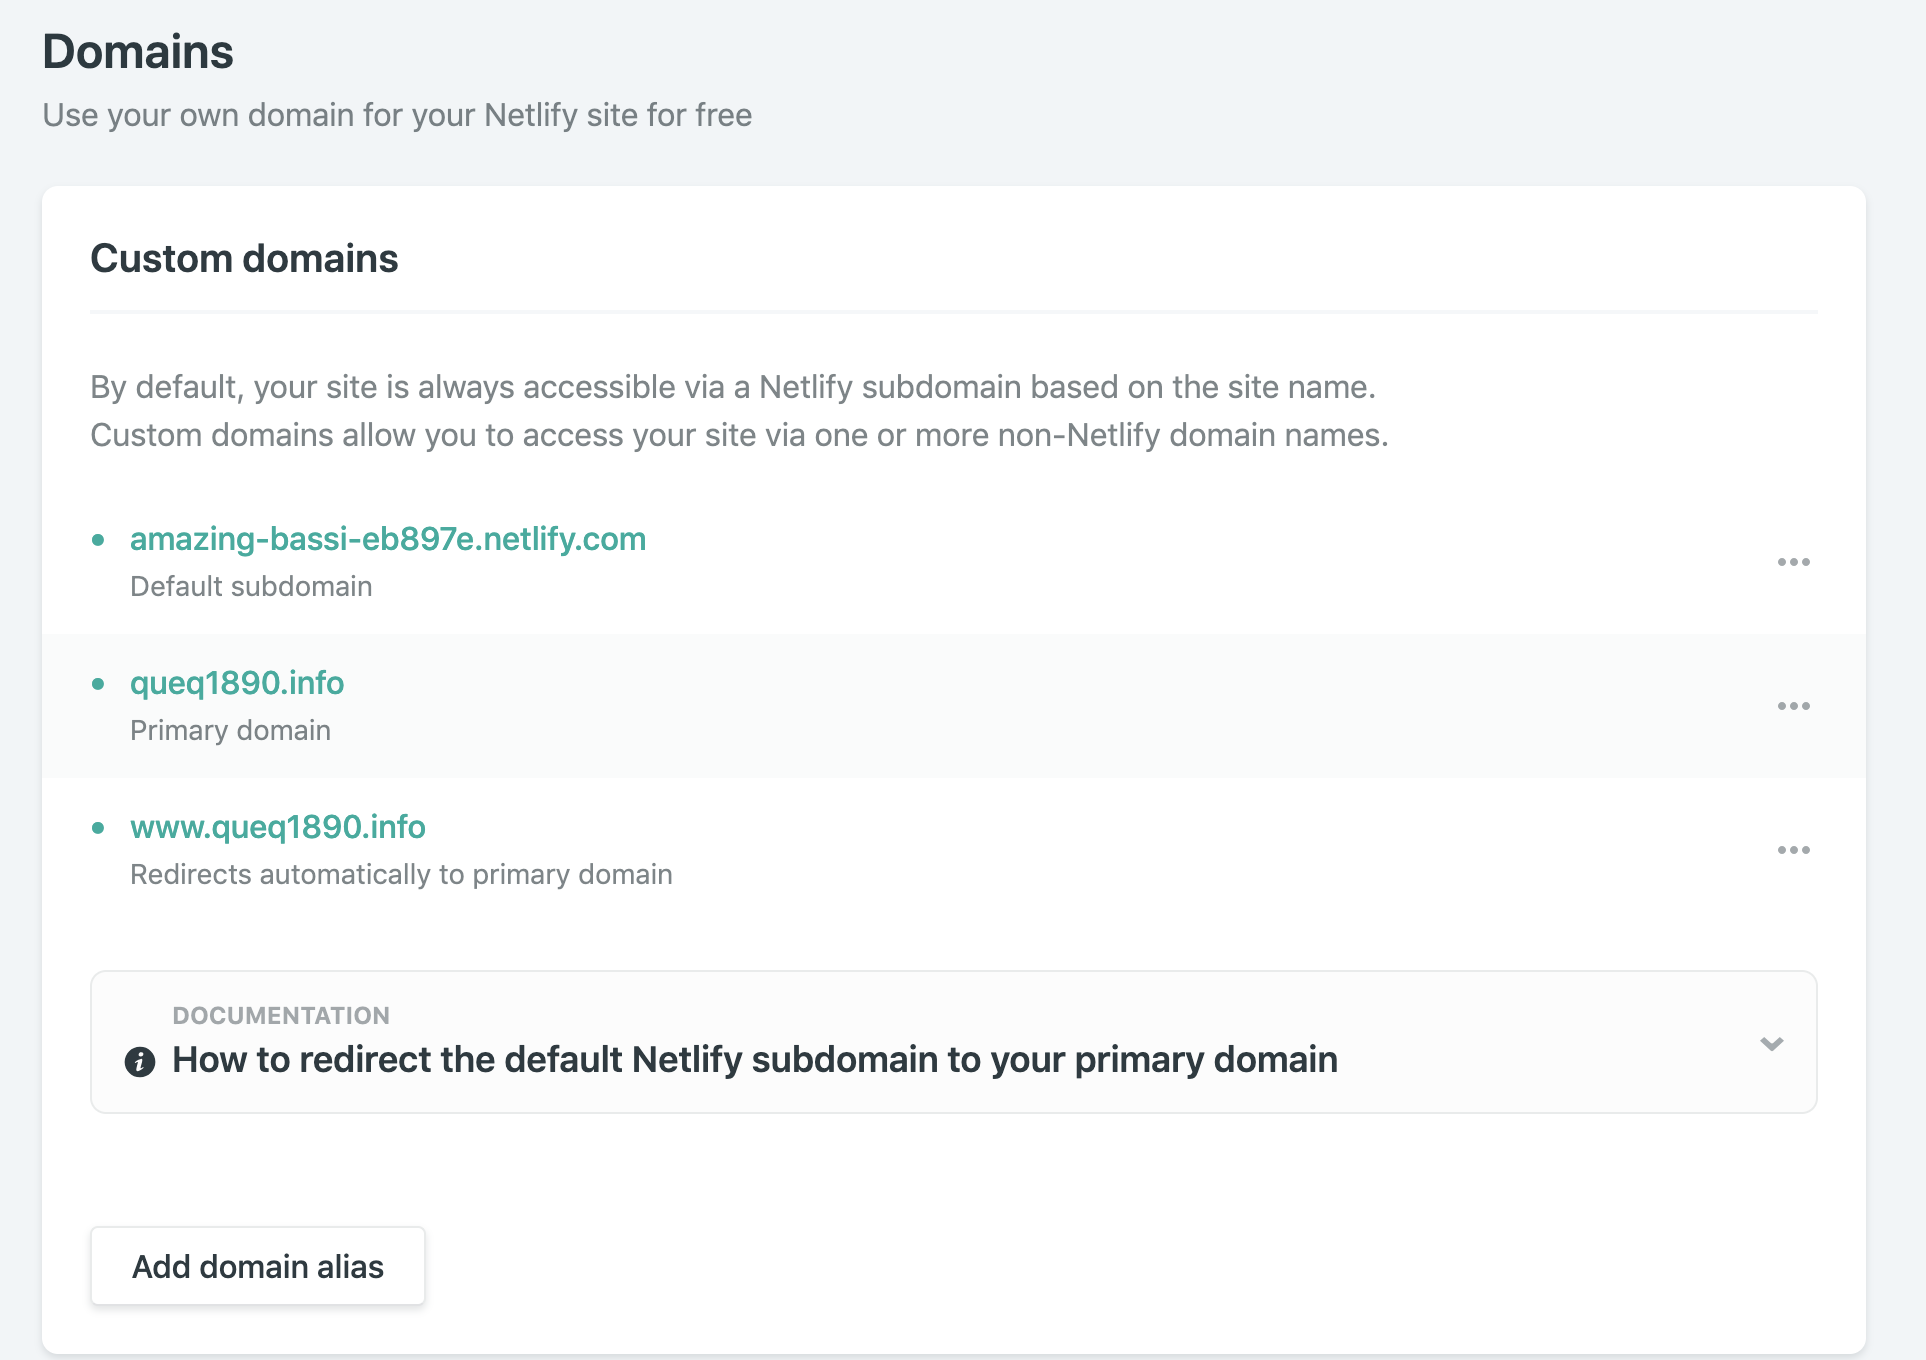 Domains
Use your own domain for your Netlify site for free
Custom domains
By default, your site is always accessible via a Netlify subdomain based on the site name.
Custom domains allow you to access your site via one or more non-Netlify domain names.
amazing-bassi-eb897e.netlify.com
Default subdomain
queq1890.info
Primary domain
www.queq1890.info
Redirects automatically to primary domain
DOCUMENTATION
How to redirect the default Netlify subdomain to your primary domain
Add domain alias